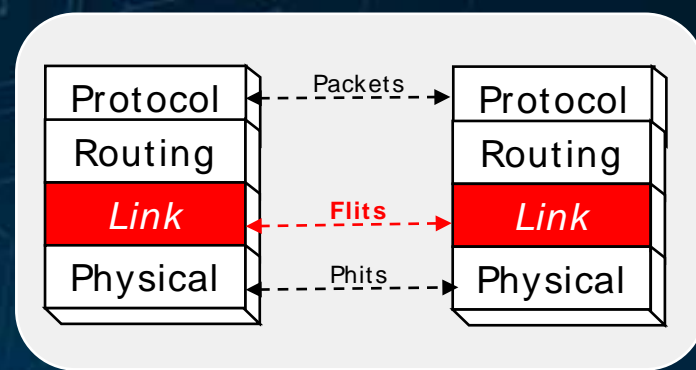 Protocol Packets Protocol
Routing Routing
Link Flits Link
Physical Phits Physical